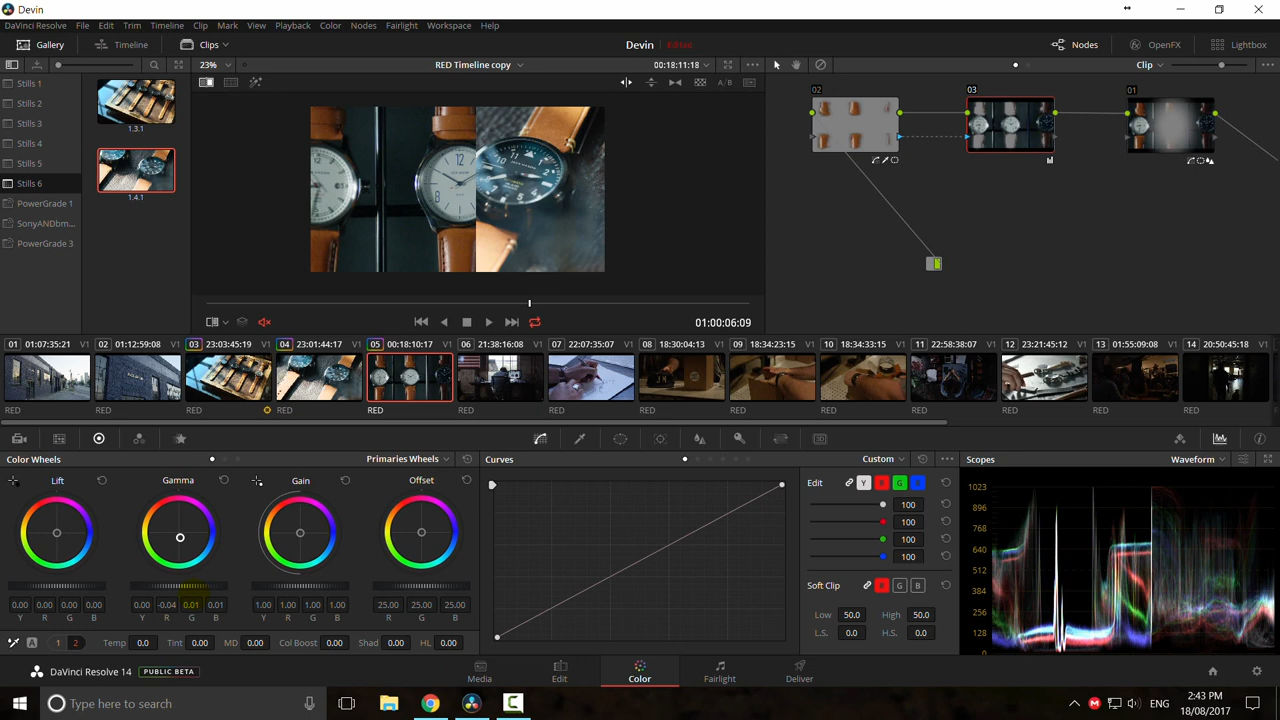 Devin
DaVinci Resolve File Edit Trim Timeline Clip Mark View Playback Color Nodes Fairlight Workspace Help
Gallery Timeline Clips Devin Edited Nodes OpenFX Lightbox
23% RED Timeline copy 00:18:11:18 Clip
Stills 1
Stills 2
Stills 3
Stills 4
Stills 5
Stills 6
PowerGrade 1
SonyANDbm...
PowerGrade 3
1.3.1
1.4.1
A/B
02 03 01
01:00:06:09
01 01:07:35:21 V1 02 01:12:59:08 V1 03 23:03:45:19 V1 04 23:01:44:17 V1 05 00:18:10:17 V1 06 21:38:16:08 V1 07 22:07:35:07 V1 08 18:30:04:13 V1 09 18:34:23:15 V1 10 18:34:33:15 V1 11 22:58:38:07 V1 12 23:21:45:12 V1 13 01:55:09:08 V1 14 20:50:45:18 V1
RED RED RED RED RED RED RED RED RED RED RED RED RED RED
3D
Color Wheels Primaries Wheels Curves Custom Scopes Waveform
Lift Gamma Gain Offset
Edit Y R G B
100
100
100
100
Soft Clip R G B
Low 50.0 High 50.0
L.S. 0.0 H.S. 0.0
1023
896
768
640
512
384
256
128
0
0.00 0.00 0.00 0.00 0.00 -0.04 0.01 0.01 1.00 1.00 1.00 1.00 25.00 25.00 25.00
Y R G B Y R G B Y R G B R G B
A 1 2 Temp 0.0 Tint 0.00 MD 0.00 Col Boost 0.00 Shad 0.00 HL 0.00
DaVinci Resolve 14 PUBLIC BETA Media Edit Color Fairlight Deliver
Type here to search
ENG
2:43 PM
18/08/2017